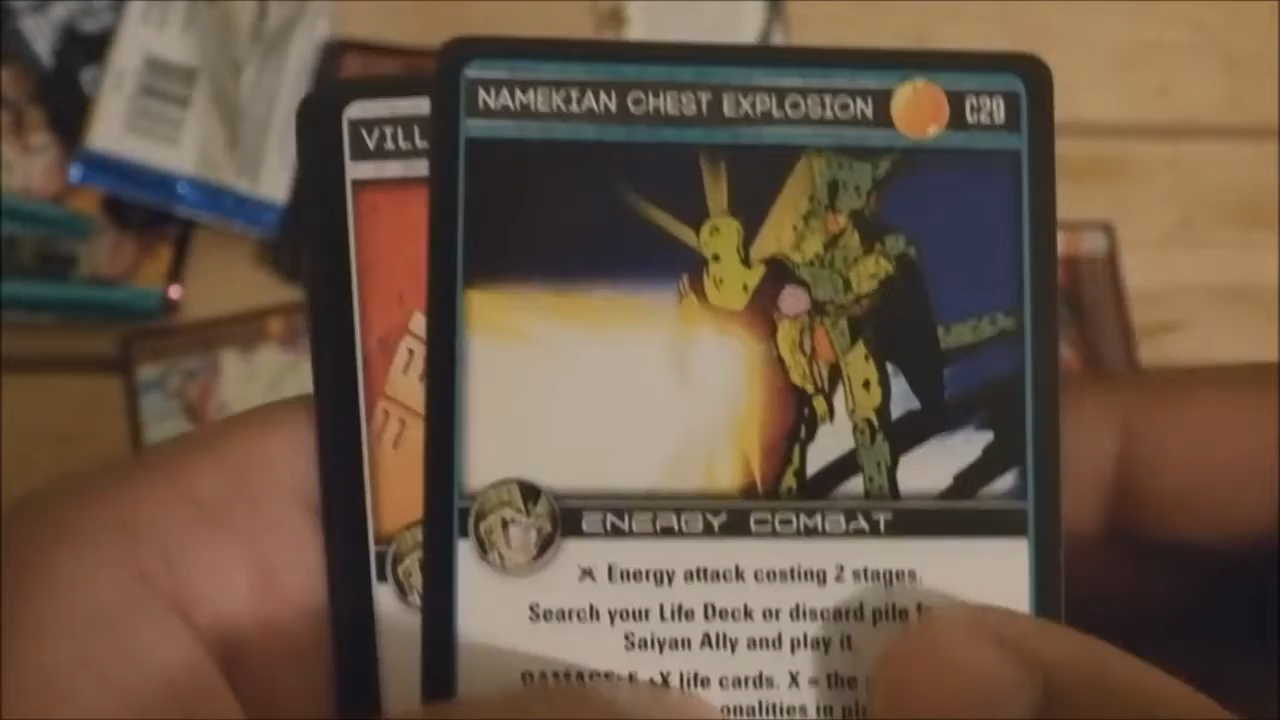 NAMEKIAN CHEST EXPLOSION C20
VILL
ENERGY COMBAT
Energy attack costing 2 stages.
Search your Life Deck or discard pile
Saiyan Ally and play it.
+X life cards. X = the
onalities in